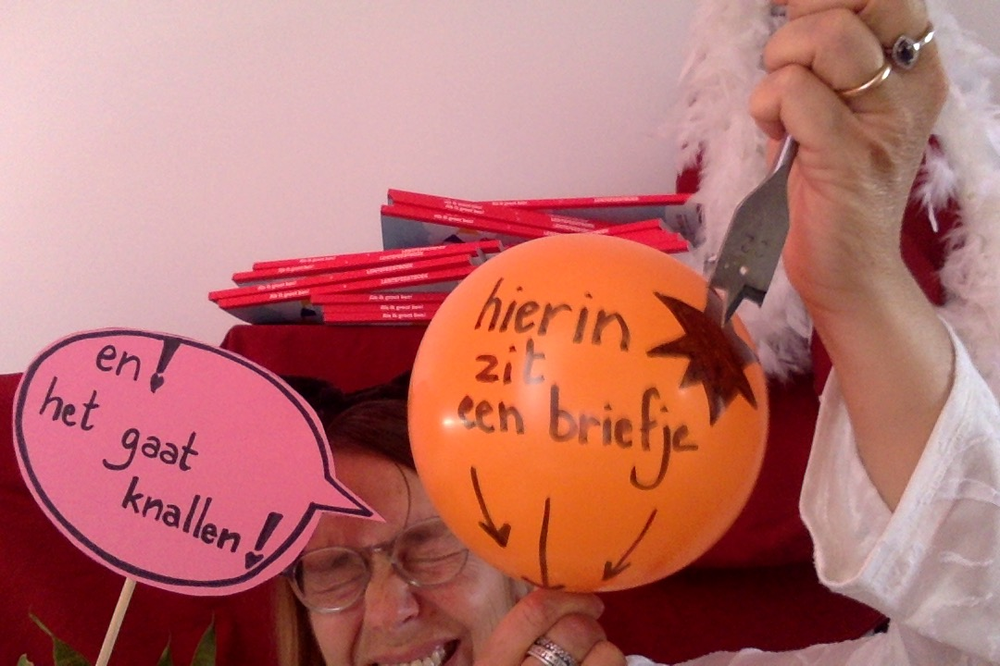 en!
het gaat
knallen!
hierin
zit
een briefje